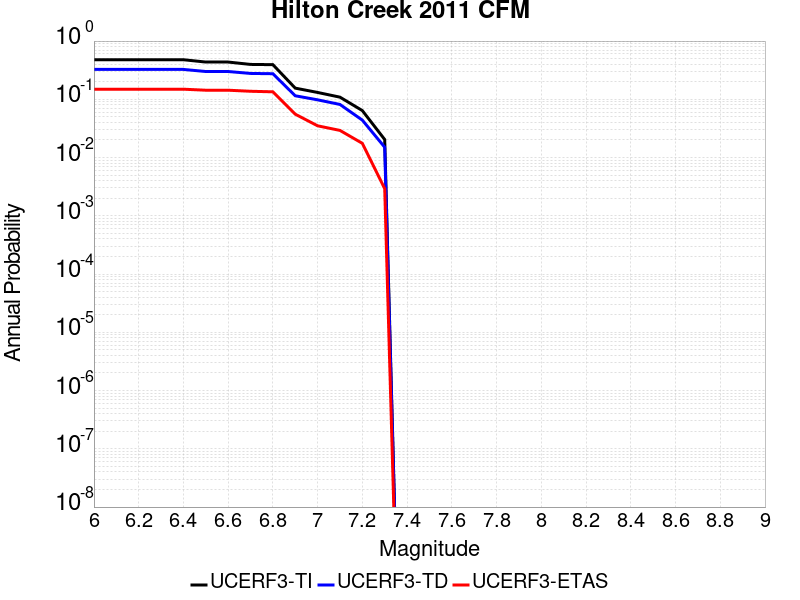 Hilton Creek 2011 CFM
Annual Probability
10^0
10^-1
10^-2
10^-3
10^-4
10^-5
10^-6
10^-7
10^-8
6 6.2 6.4 6.6 6.8 7 7.2 7.4 7.6 7.8 8 8.2 8.4 8.6 8.8 9
Magnitude
UCERF3-TI UCERF3-TD UCERF3-ETAS